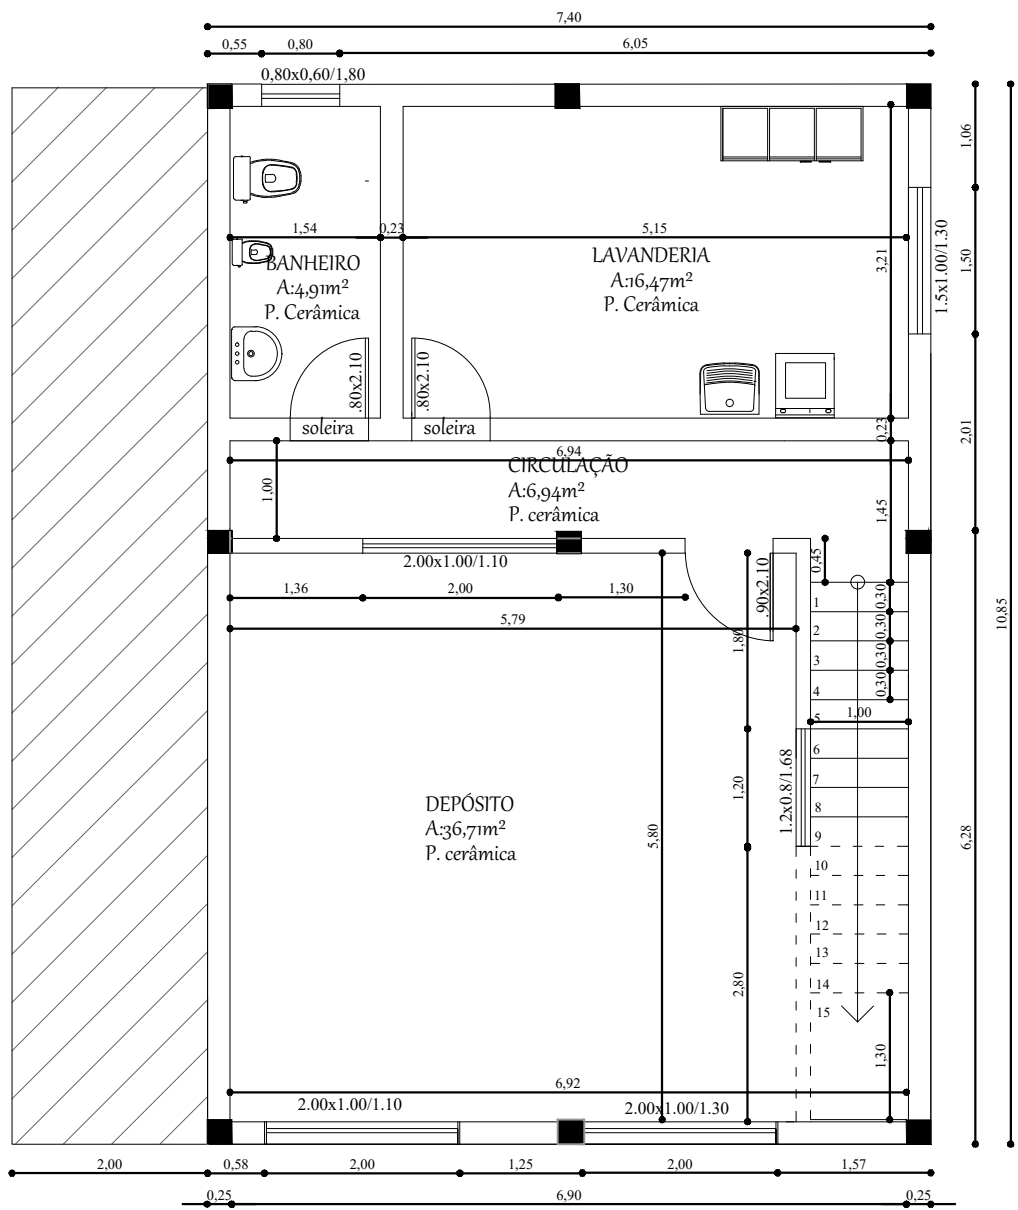 7,40
0,55
0,80
6,05
0,80x0,60/1,80
1,06
1,54
0,23
5,15
3,21
1,50
1.5x1.00/1.30
BANHEIRO
A:4,91m²
P. Cerâmica
LAVANDERIA
A:16,47m²
P. Cerâmica
.80x2.10
.80x2.10
soleira
soleira
0,23
2,01
6,94
CIRCULAÇÃO
A:6,94m²
P. cerâmica
1,00
1,45
2.00x1.00/1.10
0,45
.90x2.10
1,36
2,00
1,30
5,79
1,80
10,85
1
0,30
2
0,30
3
0,30
4
0,30
5
1,00
6
7
8
9
10
11
12
13
14
15
1.2x0.8/1.68
1,20
5,80
6,28
DEPÓSITO
A:36,71m²
P. cerâmica
2,80
1,30
6,92
2.00x1.00/1.10
2.00x1.00/1.30
2,00
0,58
2,00
1,25
2,00
1,57
0,25
6,90
0,25